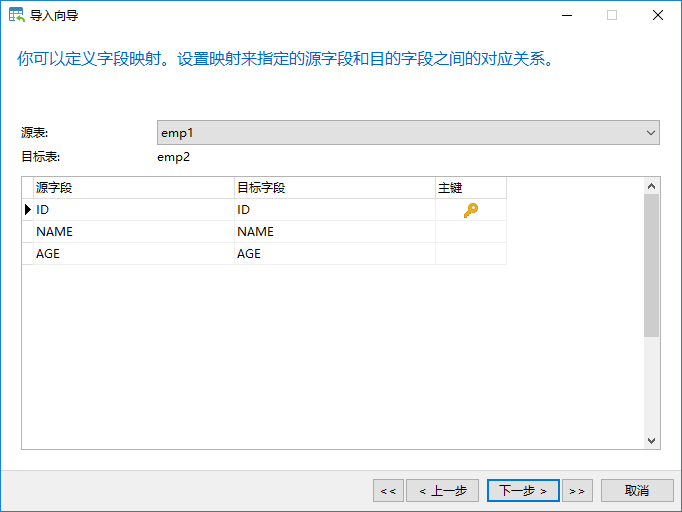 导入向导
你可以定义字段映射。设置映射来指定的源字段和目的字段之间的对应关系。
源表: emp1
目标表: emp2
源字段 目标字段 主键
ID ID
NAME NAME
AGE AGE
<< < 上一步 下一步 > >> 取消